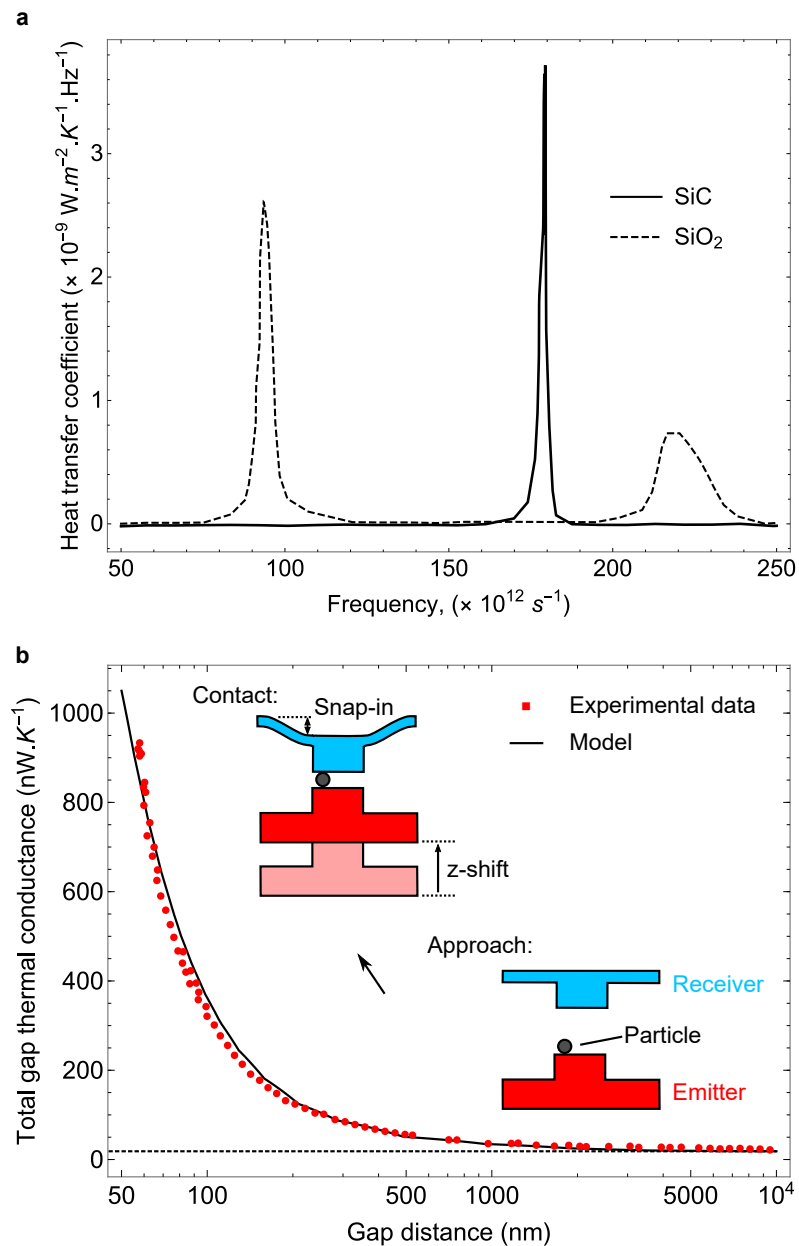 a
Heat transfer coefficient (× 10⁻⁹ W.m⁻².K⁻¹.Hz⁻¹)
3
2
1
0
SiC
SiO₂
50
100
150
200
250
Frequency, (× 10¹² s⁻¹)
b
Total gap thermal conductance (nW.K⁻¹)
1000
800
600
400
200
0
Contact:
Snap-in
z-shift
Experimental data
Model
Approach:
Receiver
Particle
Emitter
50
100
500
1000
5000
10⁴
Gap distance (nm)